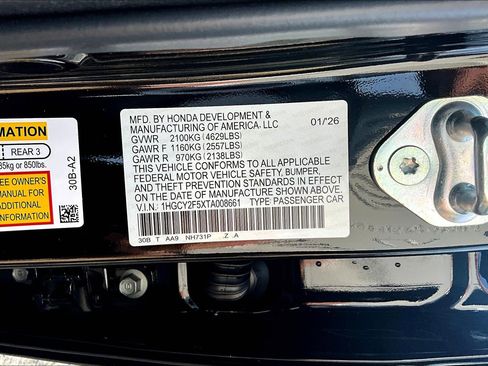 MATION
REAR 3
85kg or 850lbs.
EE OWNER'S
MANUAL FOR
ADDITIONAL
FORMATION
30B-A2
MFD. BY HONDA DEVELOPMENT &
MANUFACTURING OF AMERICA, LLC 01/'26
GVWR 2100KG (4629LBS)
GAWR F 1160KG (2557LBS)
GAWR R 970KG (2138LBS)
THIS VEHICLE CONFORMS TO ALL APPLICABLE
FEDERAL MOTOR VEHICLE SAFETY, BUMPER,
AND THEFT PREVENTION STANDARDS IN EFFECT
ON THE DATE OF MANUFACTURE SHOWN ABOVE.
V.I.N.: 1HGCY2F5XTA008661 TYPE: PASSENGER CAR
30B T AA9 NH731P .Z .A